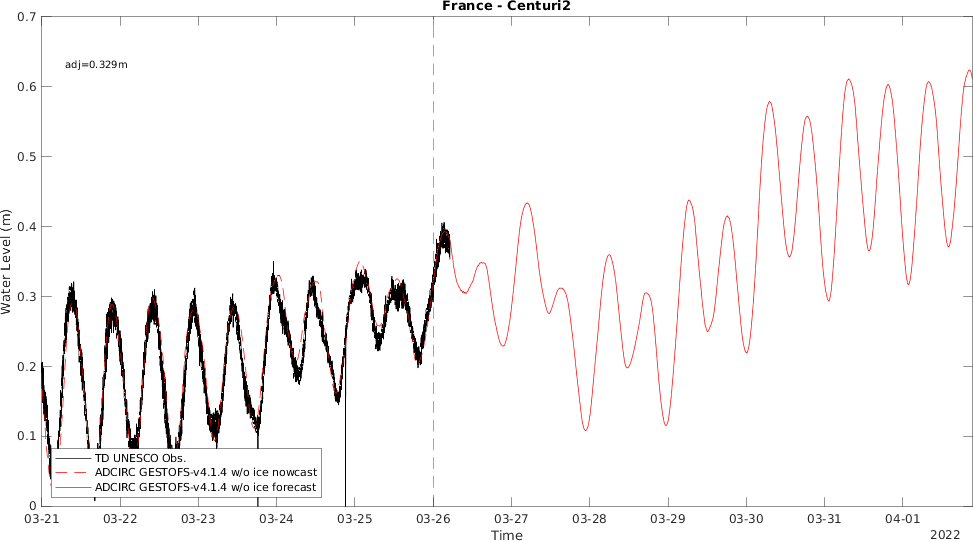 France - Centuri2
adj=0.329m
Water Level (m)
0.7
0.6
0.5
0.4
0.3
0.2
0.1
0
TD UNESCO Obs.
ADCIRC GESTOFS-v4.1.4 w/o ice nowcast
ADCIRC GESTOFS-v4.1.4 w/o ice forecast
03-21 03-22 03-23 03-24 03-25 03-26 03-27 03-28 03-29 03-30 03-31 04-01
Time
2022